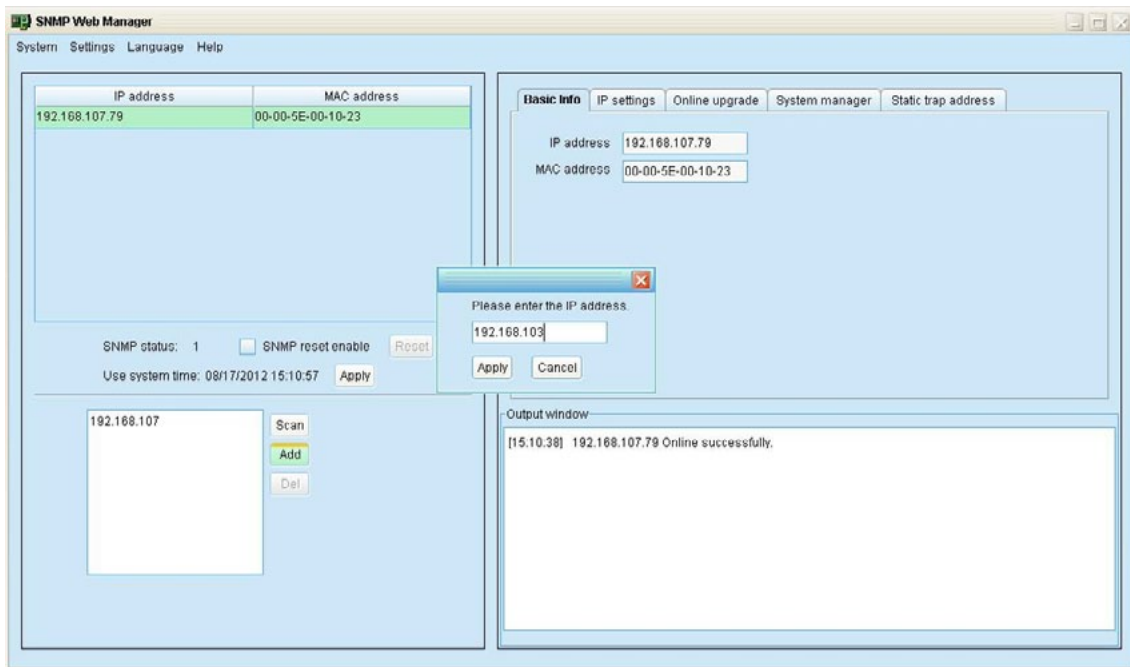 SNMP Web Manager
System Settings Language Help
IP address MAC address
192.168.107.79 00-00-5E-00-10-23
SNMP status: 1 SNMP reset enable Reset
Use system time: 08/17/2012 15:10:57 Apply
192.168.107
Scan
Add
Del
Basic Info IP settings Online upgrade System manager Static trap address
IP address 192.168.107.79
MAC address 00-00-5E-00-10-23
Please enter the IP address.
192.168.103
Apply Cancel
Output window
[15.10.38] 192.168.107.79 Online successfully.